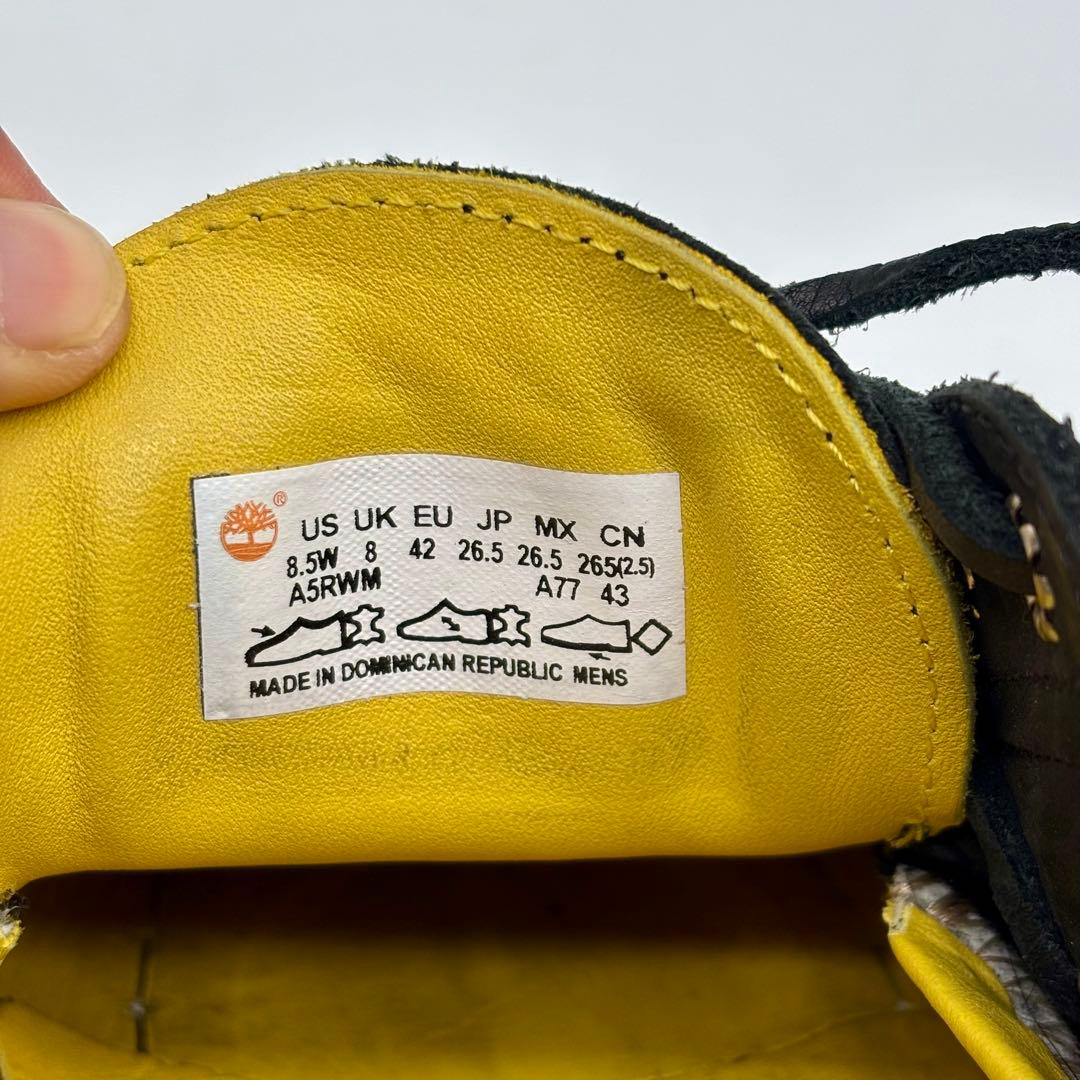 ®
US UK EU JP MX CN
8.5W 8 42 26.5 26.5 265(2.5)
A5RWM A77 43
MADE IN DOMINICAN REPUBLIC MENS